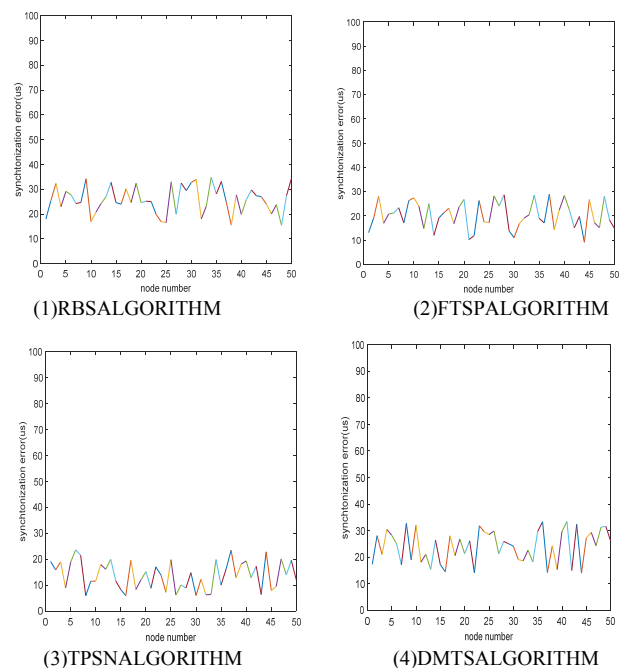 100
90
80
70
60
50
40
30
20
10
0
synchtonization error(us)
0 5 10 15 20 25 30 35 40 45 50
node number
(1)RBSALGORITHM
100
90
80
70
60
50
40
30
20
10
0
synchtonization error(us)
0 5 10 15 20 25 30 35 40 45 50
node number
(2)FTSPALGORITHM
100
90
80
70
60
50
40
30
20
10
0
synchtonization error(us)
0 5 10 15 20 25 30 35 40 45 50
node number
(3)TPSNALGORITHM
100
90
80
70
60
50
40
30
20
10
0
synchtonization error(us)
0 5 10 15 20 25 30 35 40 45 50
node number
(4)DMTSALGORITHM